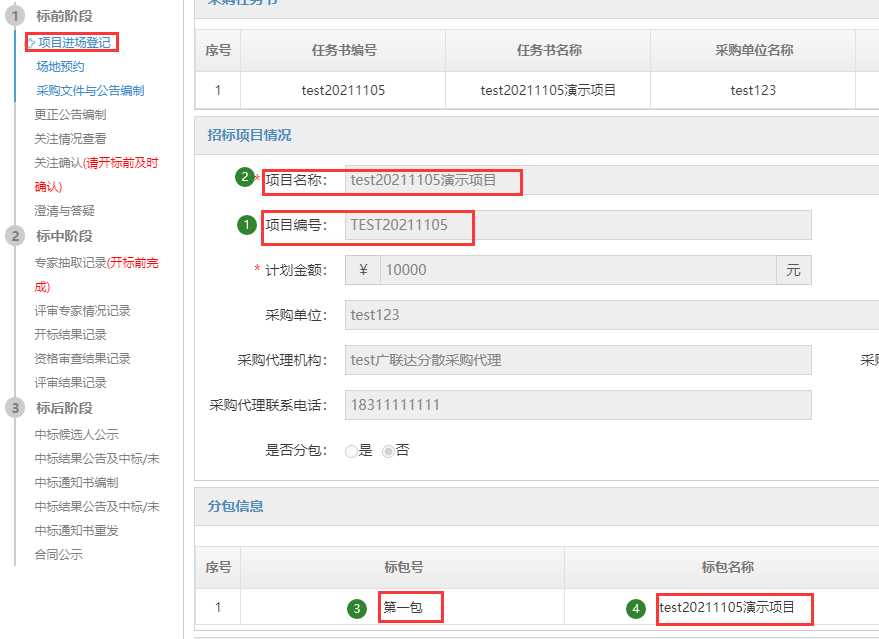 1 标前阶段
项目进场登记
场地预约
采购文件与公告编制
更正公告编制
关注情况查看
关注确认(请开标前及时
确认)
澄清与答疑
2 标中阶段
专家抽取记录(开标前完
成)
评审专家情况记录
开标结果记录
资格审查结果记录
评审结果记录
3 标后阶段
中标候选人公示
中标结果公告及中标/未
中标通知书编制
中标结果公告及中标/未
中标通知书重发
合同公示
采购任务书
序号 任务书编号 任务书名称 采购单位名称
1 test20211105 test20211105演示项目 test123
招标项目情况
2 * 项目名称: test20211105演示项目
1 项目编号: TEST20211105
* 计划金额: ¥ 10000 元
采购单位: test123
采购代理机构: test广联达分散采购代理 采购
采购代理联系电话: 18311111111
是否分包: 是 否
分包信息
序号 标包号 标包名称
1 3 第一包 4 test20211105演示项目